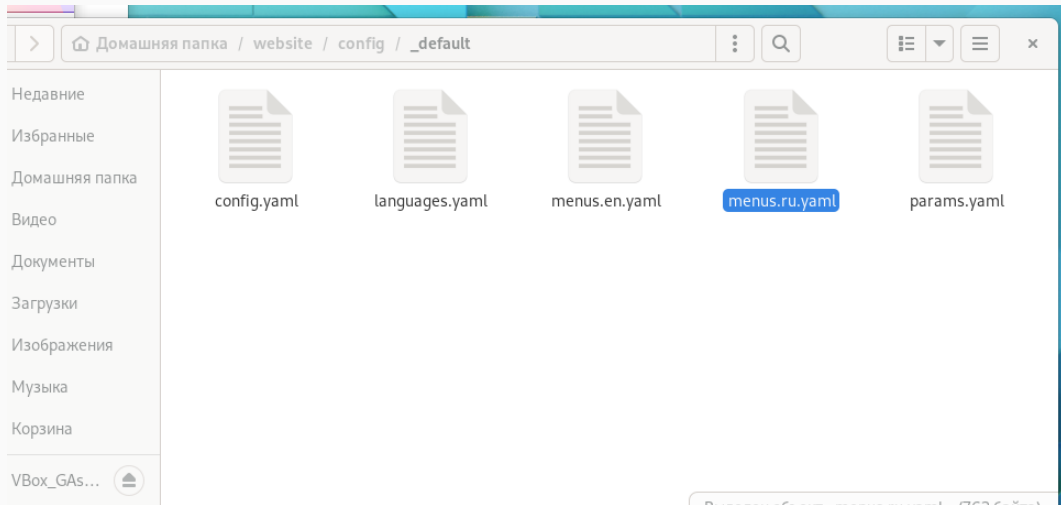 Домашняя папка / website / config / _default
Недавние
Избранные
Домашняя папка
Видео
Документы
Загрузки
Изображения
Музыка
Корзина
VBox_GAs...
config.yaml
languages.yaml
menus.en.yaml
menus.ru.yaml
params.yaml